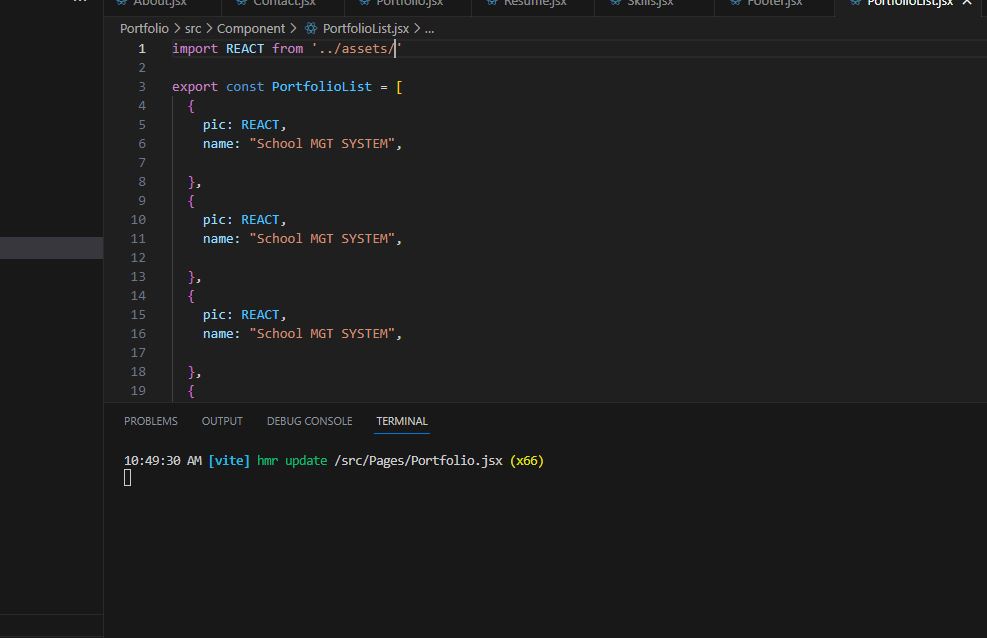 About.jsx Contact.jsx Portfolio.jsx Resume.jsx Skills.jsx Footer.jsx PortfolioList.jsx
Portfolio > src > Component > PortfolioList.jsx > ...
1 import REACT from '../assets/'
2
3 export const PortfolioList = [
4 {
5 pic: REACT,
6 name: "School MGT SYSTEM",
7
8 },
9 {
10 pic: REACT,
11 name: "School MGT SYSTEM",
12
13 },
14 {
15 pic: REACT,
16 name: "School MGT SYSTEM",
17
18 },
19 {
PROBLEMS OUTPUT DEBUG CONSOLE TERMINAL
10:49:30 AM [vite] hmr update /src/Pages/Portfolio.jsx (x66)